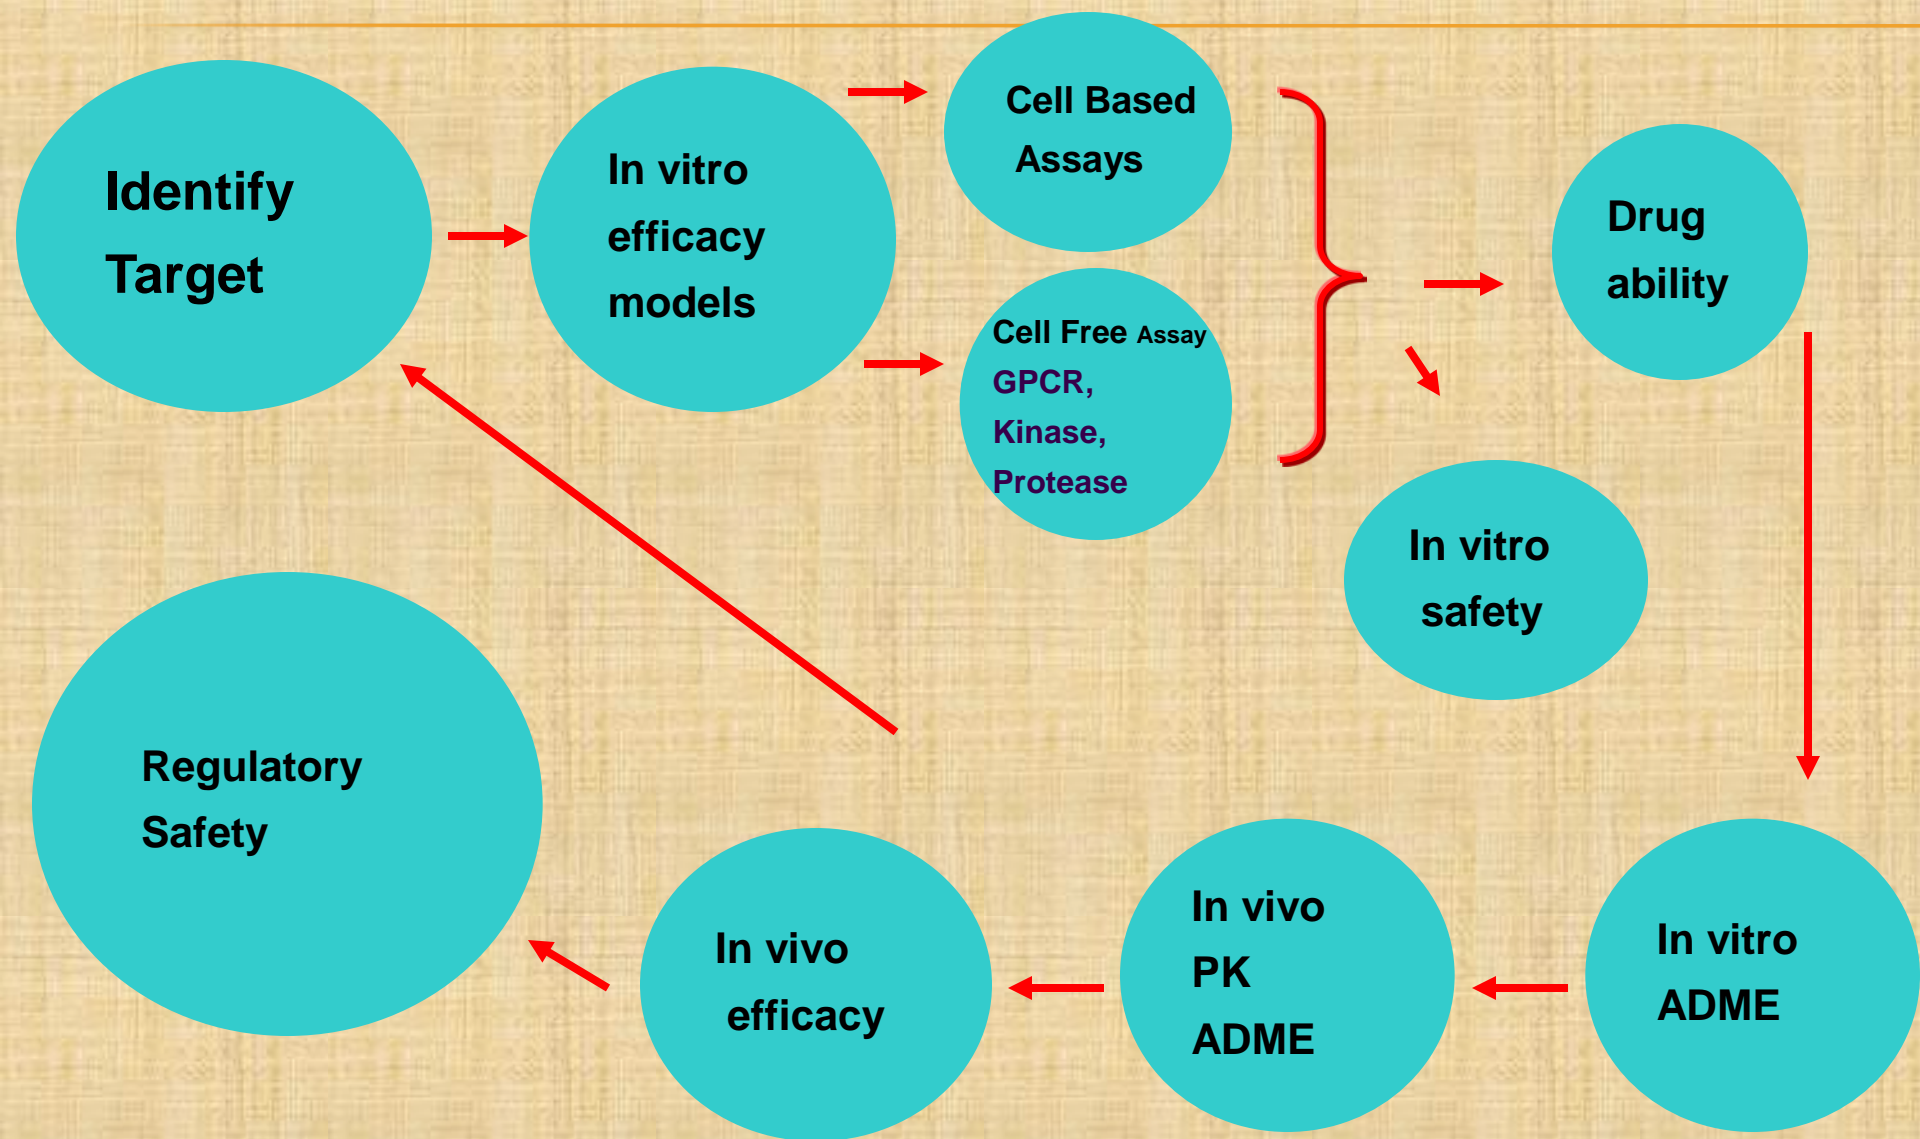 Identify
Target
In vitro
efficacy
models
Cell Based
Assays
Cell Free Assay
GPCR,
Kinase,
Protease
Drug
ability
In vitro
safety
In vitro
ADME
In vivo
PK
ADME
In vivo
efficacy
Regulatory
Safety